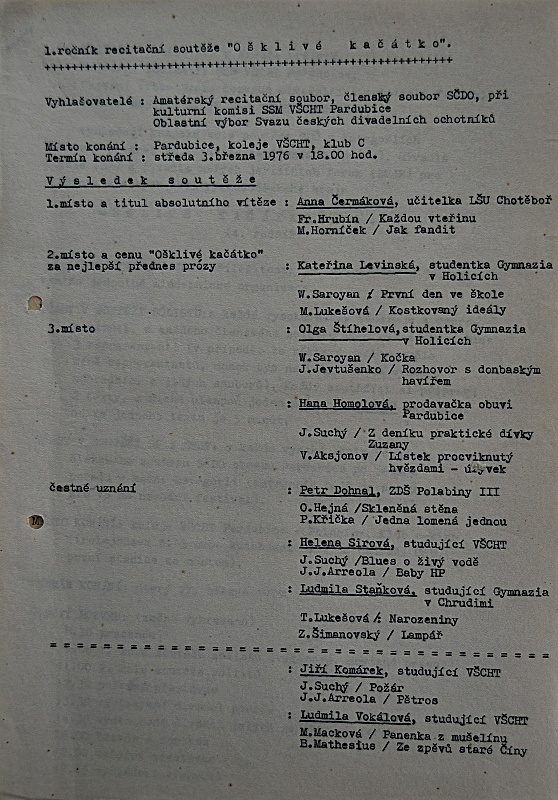 1.ročník recitační soutěže "O š k l i v é   k a č á t k o".
++++++++++++++++++++++++++++++++++++++++++++++++++++++
Vyhlašovatelé : Amatérský recitační soubor, členský soubor SČDO, při
kulturní komisi SSM VŠCHT Pardubice
Oblastní výbor Svazu českých divadelních ochotníků
Místo konání : Pardubice, koleje VŠCHT, klub C
Termín konání : středa 3.března 1976 v 18.00 hod.
V ý s l e d e k   s o u t ě ž e
1.místo a titul absolutního vítěze : Anna Čermáková, učitelka LŠU Chotěboř
Fr.Hrubín / Každou vteřinu
M.Horníček / Jak fandit
2.místo a cenu "Ošklivé kačátko"
za nejlepší přednes prózy : Kateřina Levinská, studentka Gymnazia
v Holicích
W.Saroyan / První den ve škole
M.Lukešová / Kostkovaný ideály
3.místo : Olga Štíhelová,studentka Gymnazia
v Holicích
W.Saroyan / Kočka
J.Jevtušenko / Rozhovor s donbaským
havířem
: Hana Homolová, prodavačka obuvi
Pardubice
J.Suchý / Z deníku praktické dívky
Zuzany
V.Aksjonov / Lístek procviknutý
hvězdami - úryvek
čestné uznání : Petr Dohnal, ZDŠ Polabiny III
O.Hejná /Skleněná stěna
P.Křička / Jedna lomená jednou
: Helena Sirová, studující VŠCHT
J.Suchý /Blues o živý vodě
J.J.Arreola / Baby HP
: Ludmila Staňková, studující Gymnazia
v Chrudimi
T.Lukešová / Narozeniny
Z.Šimanovský / Lampář
= = = = = = = = = = = = = = = = = = = = = = = = = = = = = = = = = = =
: Jiří Komárek, studující VŠCHT
J.Suchý / Požár
J.J.Arreola / Pětros
: Ludmila Vokálová, studující VŠCHT
M.Macková / Panenka z mušelínu
B.Mathesius / Ze zpěvů staré Číny